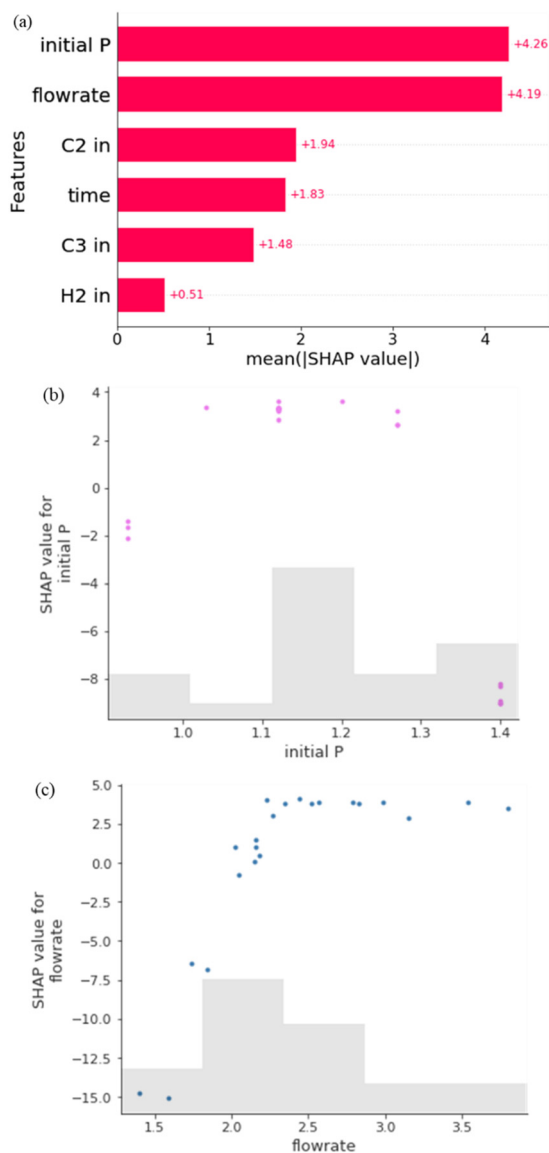 (a)
initial P
+4.26
flowrate
+4.19
C2 in
+1.94
time
+1.83
C3 in
+1.48
H2 in
+0.51
Features
0 1 2 3 4
mean(|SHAP value|)
(b)
4
2
0
−2
−4
−6
−8
SHAP value for
initial P
1.0 1.1 1.2 1.3 1.4
initial P
(c)
5.0
2.5
0.0
−2.5
−5.0
−7.5
−10.0
−12.5
−15.0
SHAP value for
flowrate
1.5 2.0 2.5 3.0 3.5
flowrate